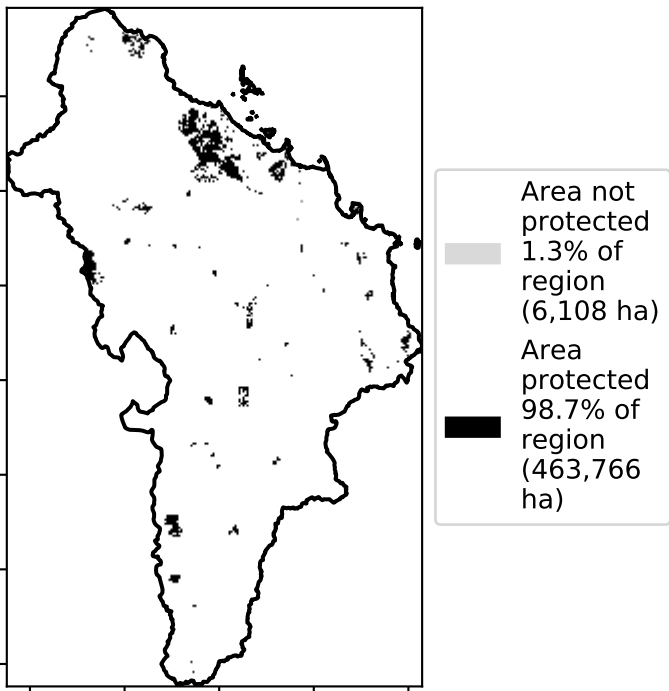 Area not
protected
1.3% of
region
(6,108 ha)
Area
protected
98.7% of
region
(463,766
ha)